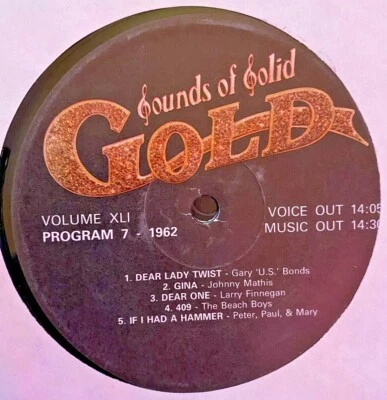 Sounds of Solid
GOLD
VOLUME XLI
PROGRAM 7 - 1962
VOICE OUT 14:05
MUSIC OUT 14:30
1. DEAR LADY TWIST - Gary 'U.S.' Bonds
2. GINA - Johnny Mathis
3. DEAR ONE - Larry Finnegan
4. 409 - The Beach Boys
5. IF I HAD A HAMMER - Peter, Paul, & Mary